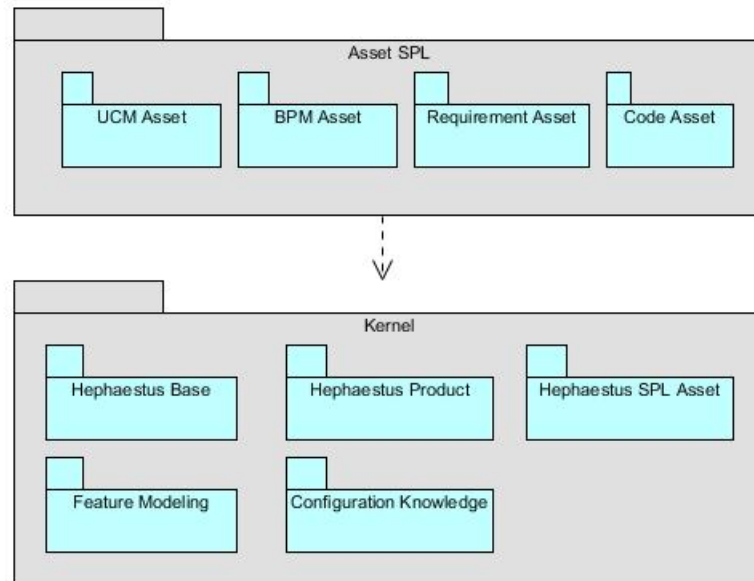 Asset SPL
UCM Asset
BPM Asset
Requirement Asset
Code Asset
Kernel
Hephaestus Base
Hephaestus Product
Hephaestus SPL Asset
Feature Modeling
Configuration Knowledge